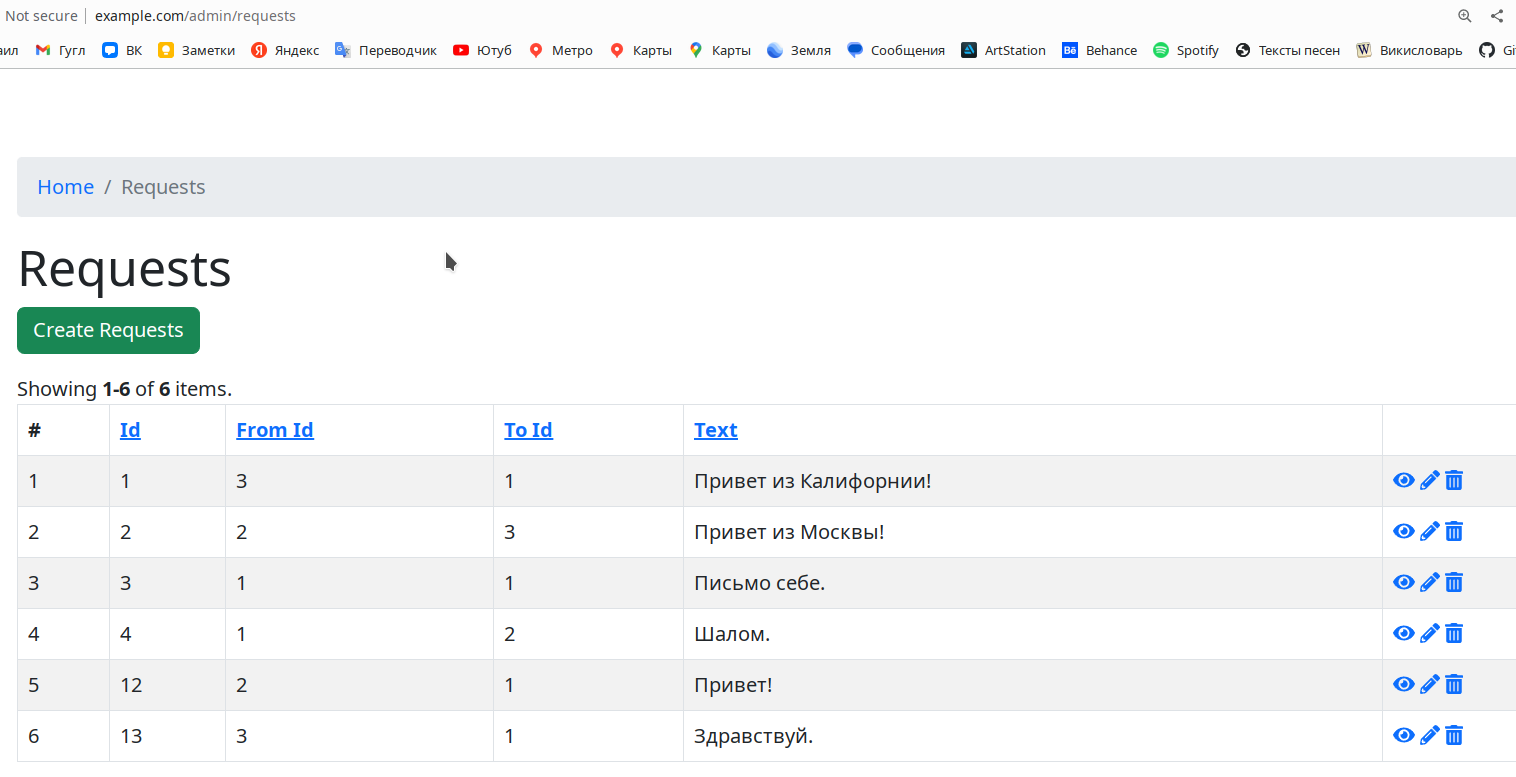 Not secure example.com/admin/requests
Гугл ВК Заметки Яндекс Переводчик Ютуб Метро Карты Карты Земля Сообщения ArtStation Behance Spotify Тексты песен Викисловарь
Home / Requests
Requests
Create Requests
Showing 1-6 of 6 items.
# Id From Id To Id Text
1 1 3 1 Привет из Калифорнии!
2 2 2 3 Привет из Москвы!
3 3 1 1 Письмо себе.
4 4 1 2 Шалом.
5 12 2 1 Привет!
6 13 3 1 Здравствуй.